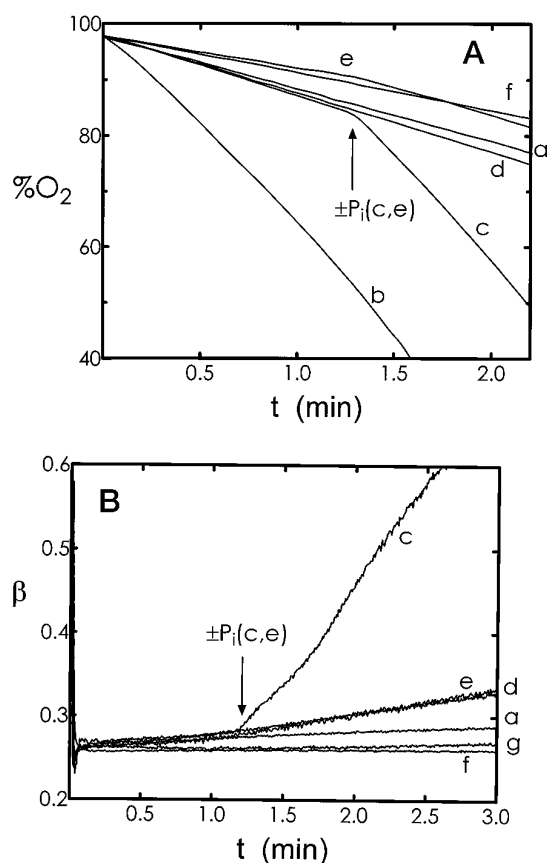 100
A
e
f
80
a
d
%O₂
±Pᵢ(c,e)
c
60
b
40
0.5 1.0 1.5 2.0
t (min)
0.6
B
c
0.5
β
0.4
±Pᵢ(c,e)
e d
a
0.3
g
f
0.2
0.5 1.0 1.5 2.0 2.5 3.0
t (min)